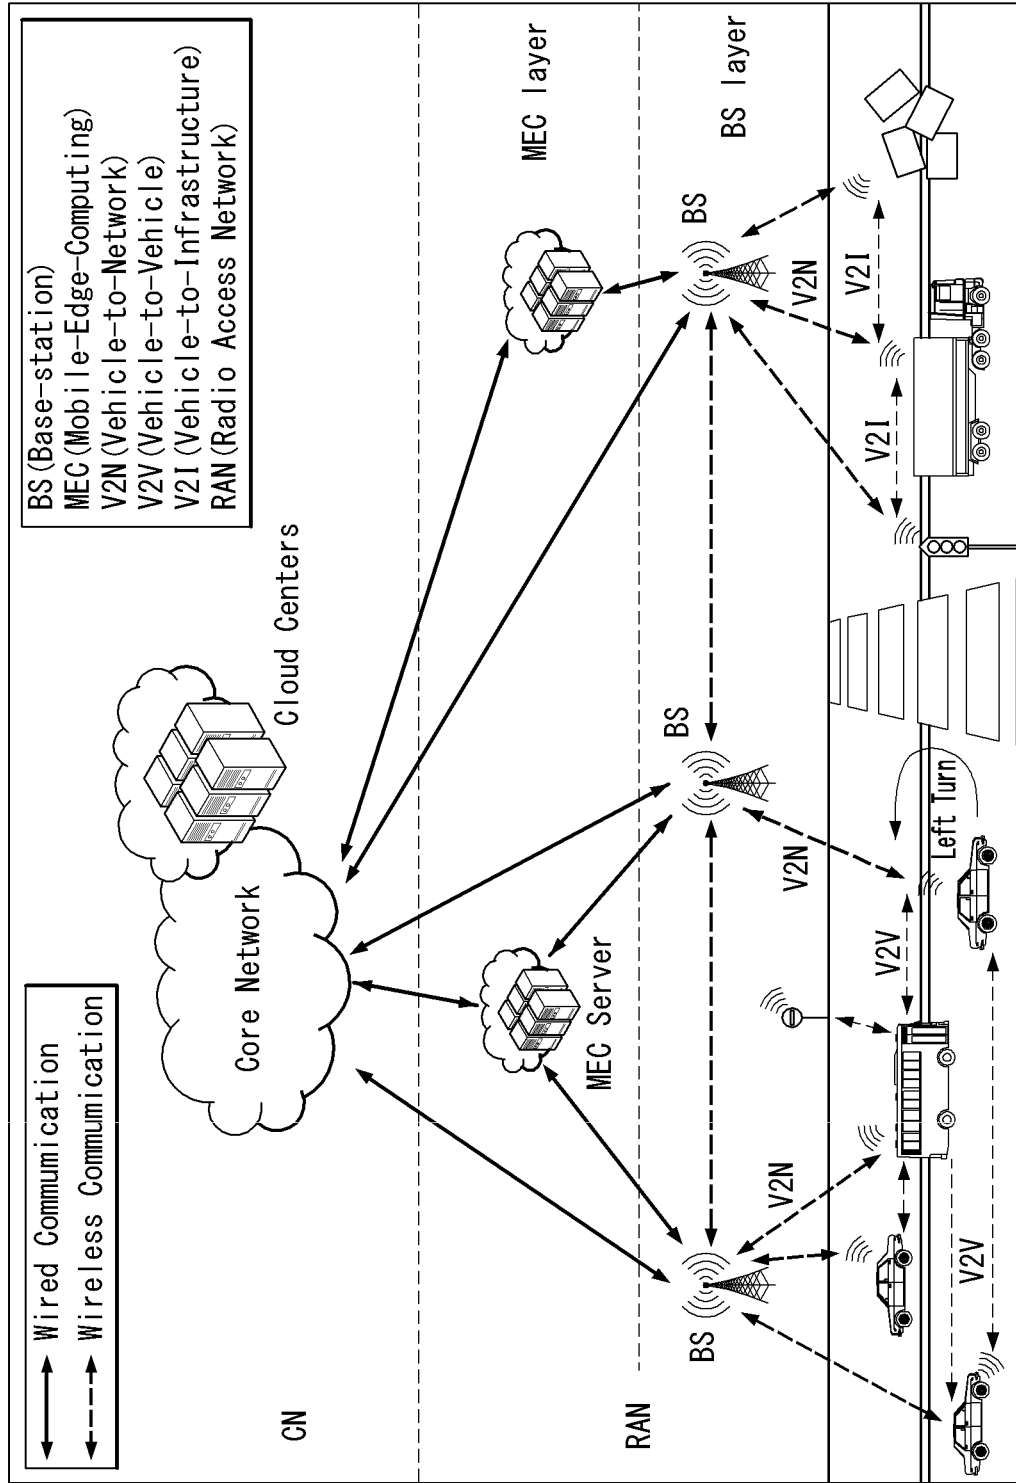 Wired Commumication
Wireless Commumication
BS(Base-station)
MEC(Mobile-Edge-Computing)
V2N(Vehicle-to-Network)
V2V(Vehicle-to-Vehicle)
V2I(Vehicle-to-Infrastructure)
RAN(Radio Access Network)
CN
Core Network
Cloud Centers
MEC layer
MEC Server
RAN
BS
BS
BS
BS layer
V2N
V2N
V2N
V2V
V2I
V2I
V2V
Left Turn